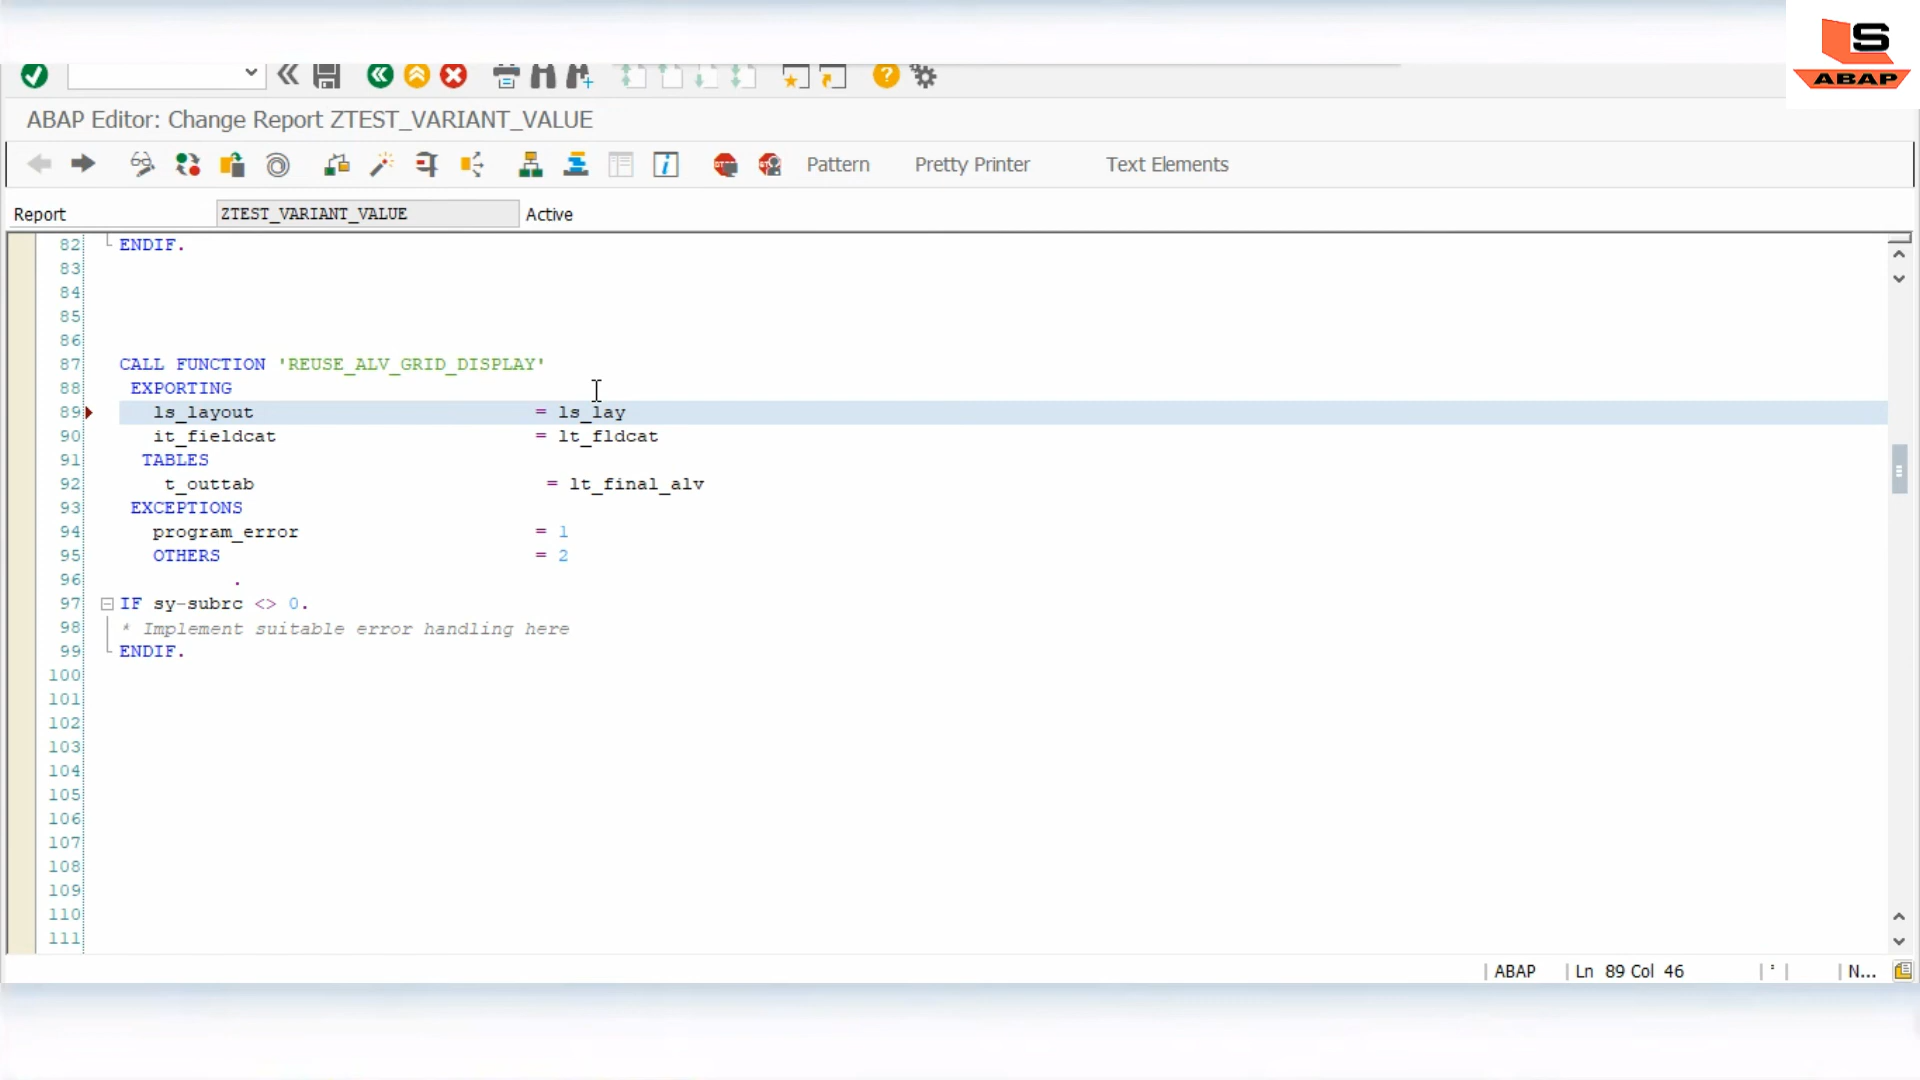 S
ABAP
ABAP Editor: Change Report ZTEST_VARIANT_VALUE
Pattern Pretty Printer Text Elements
Report ZTEST_VARIANT_VALUE Active
82 ENDIF.
83
84
85
86
87 CALL FUNCTION 'REUSE_ALV_GRID_DISPLAY'
88 EXPORTING
89 ls_layout = ls_lay
90 it_fieldcat = lt_fldcat
91 TABLES
92 t_outtab = lt_final_alv
93 EXCEPTIONS
94 program_error = 1
95 OTHERS = 2
96 .
97 IF sy-subrc <> 0.
98 * Implement suitable error handling here
99 ENDIF.
100
101
102
103
104
105
106
107
108
109
110
111
ABAP Ln 89 Col 46 N...